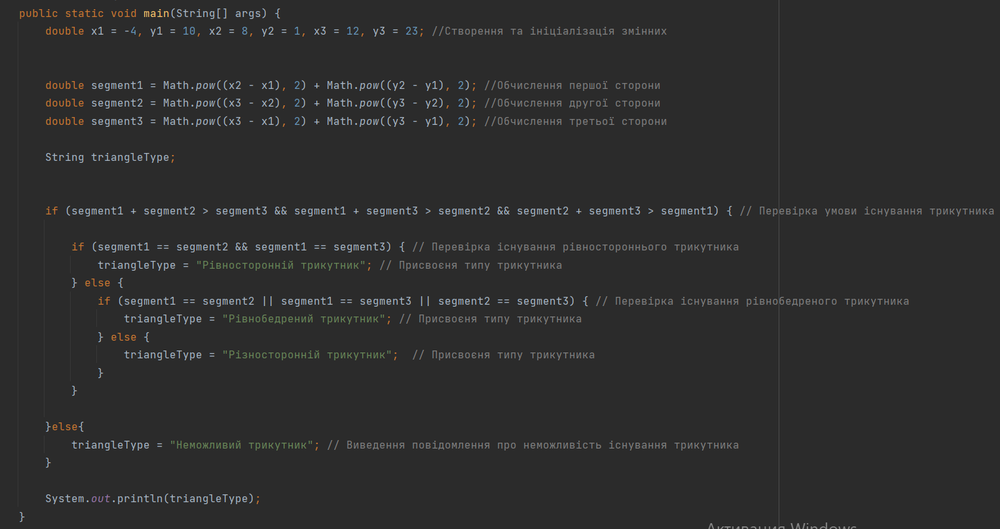 public static void main(String[] args) {
double x1 = -4, y1 = 10, x2 = 8, y2 = 1, x3 = 12, y3 = 23; //Створення та ініціалізація змінних
double segment1 = Math.pow((x2 - x1), 2) + Math.pow((y2 - y1), 2); //Обчислення першої сторони
double segment2 = Math.pow((x3 - x2), 2) + Math.pow((y3 - y2), 2); //Обчислення другої сторони
double segment3 = Math.pow((x3 - x1), 2) + Math.pow((y3 - y1), 2); //Обчислення третьої сторони
String triangleType;
if (segment1 + segment2 > segment3 && segment1 + segment3 > segment2 && segment2 + segment3 > segment1) { // Перевірка умови існування трикутника
if (segment1 == segment2 && segment1 == segment3) { // Перевірка існування рівностороннього трикутника
triangleType = "Рівносторонній трикутник"; // Присвоєня типу трикутника
} else {
if (segment1 == segment2 || segment1 == segment3 || segment2 == segment3) { // Перевірка існування рівнобедреного трикутника
triangleType = "Рівнобедрений трикутник"; // Присвоєня типу трикутника
} else {
triangleType = "Різносторонній трикутник"; // Присвоєня типу трикутника
}
}
}else{
triangleType = "Неможливий трикутник"; // Виведення повідомлення про неможливість існування трикутника
}
System.out.println(triangleType);
}
Активация Windows